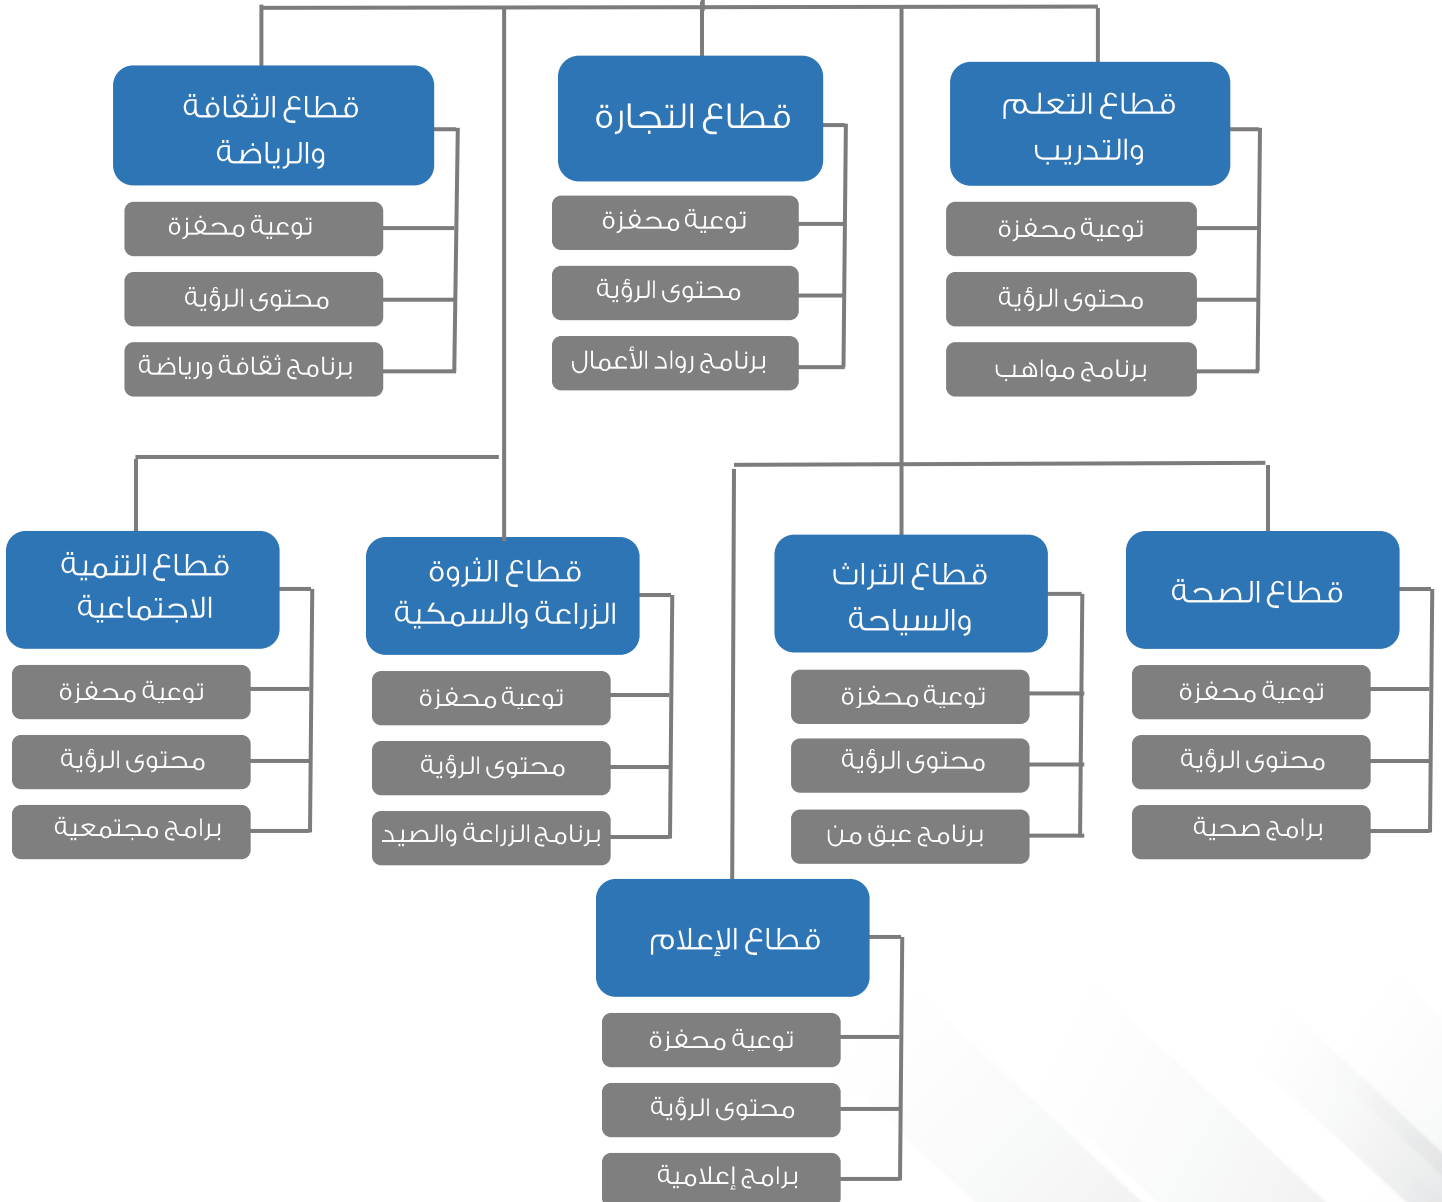 قطاع التعلم
والتدريب
توعية محفزة
محتوى الرؤية
برنامج مواهب
قطاع التجارة
توعية محفزة
محتوى الرؤية
برنامج رواد الأعمال
قطاع الثقافة
والرياضة
توعية محفزة
محتوى الرؤية
برنامج ثقافة ورياضة
قطاع الصحة
توعية محفزة
محتوى الرؤية
برامج صحية
قطاع التراث
والسياحة
توعية محفزة
محتوى الرؤية
برنامج عبق من
قطاع الثروة
الزراعة والسمكية
توعية محفزة
محتوى الرؤية
برنامج الزراعة والصيد
قطاع التنمية
الاجتماعية
توعية محفزة
محتوى الرؤية
برامج مجتمعية
قطاع الإعلام
توعية محفزة
محتوى الرؤية
برامج إعلامية